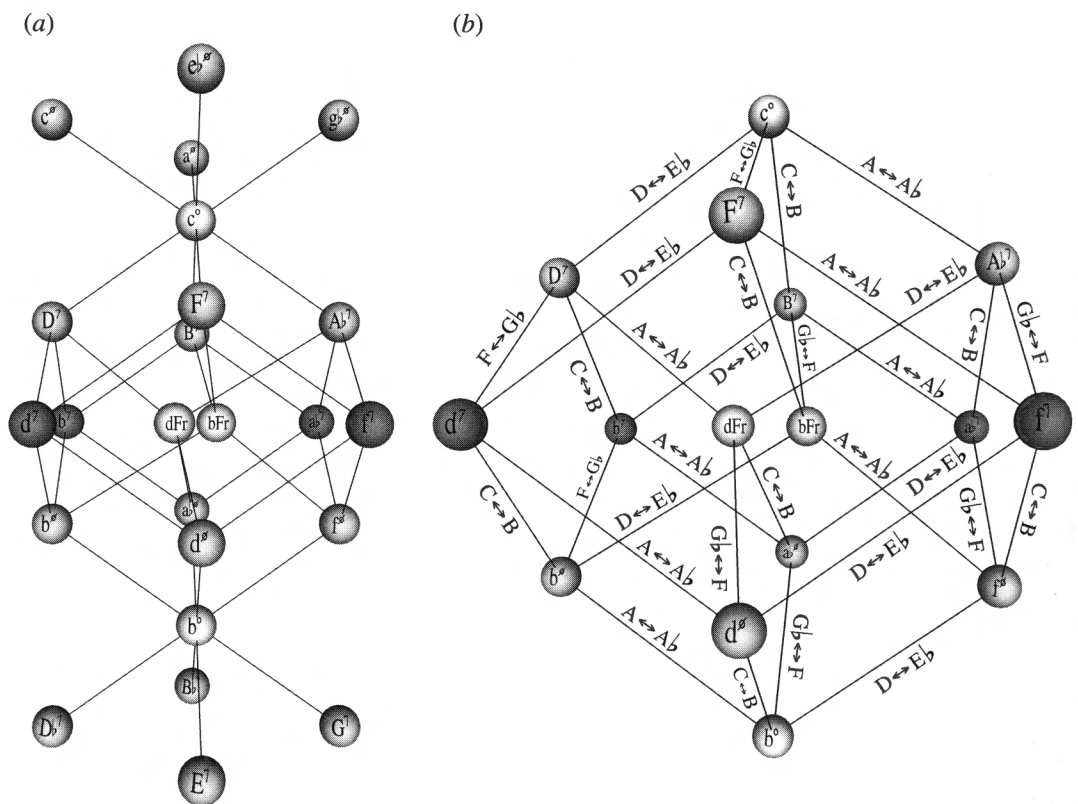 (a)
(b)
e♭ø
cø
g♭ø
aø
c°
F7
D7
A♭7
B7
d7
b7
dFr
bFr
a♭7
f7
a♭ø
bø
dø
fø
b°
B♭7
D♭7
G7
E7
c°
D↔E♭
F↔G♭
C↔B
A↔A♭
F7
D7
A♭7
B7
D↔E♭
C↔B
A↔A♭
D↔E♭
F↔G♭
C↔B
A↔A♭
D↔E♭
G♭↔F
A↔A♭
C↔B
G♭↔F
d7
b7
dFr
bFr
a♭7
f7
C↔B
F↔G♭
A↔A♭
D↔E♭
C↔B
A↔A♭
D↔E♭
G♭↔F
C↔B
A↔A♭
G♭↔F
D↔E♭
bø
a♭ø
dø
fø
A↔A♭
C↔B
G♭↔F
D↔E♭
b°